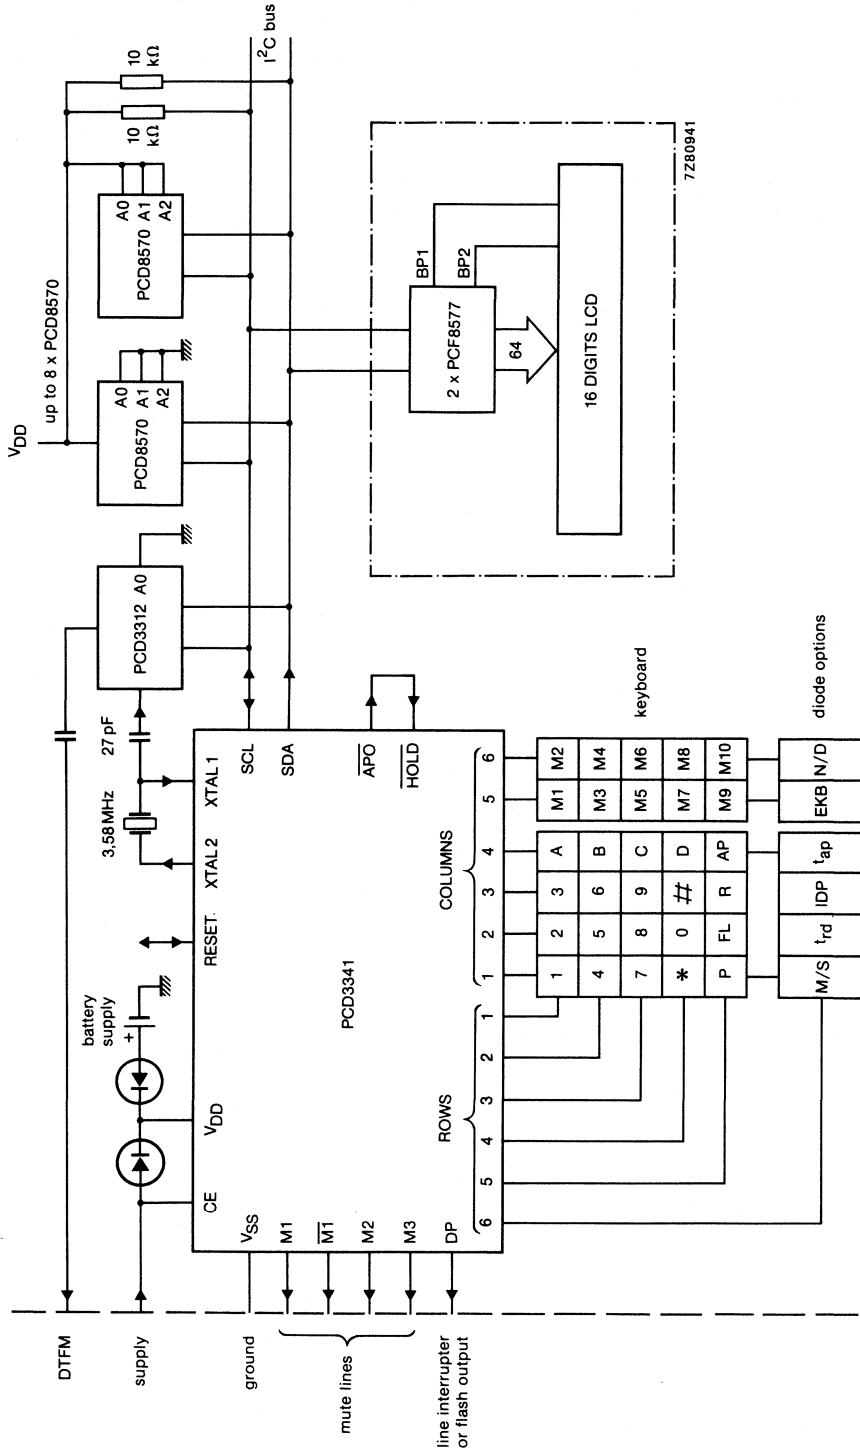 DTFM
supply
ground
mute lines
line interrupter
or flash output
V_DD
up to 8 x PCD8570
10
kΩ
10
kΩ
I²C bus
PCD3312
A0
PCD8570
A0
A1
A2
PCD8570
A0
A1
A2
27 pF
3,58 MHz
battery
supply
+
CE
V_DD
RESET
XTAL 2
XTAL 1
V_SS
M1
M̅1̅
M2
M3
DP
PCD3341
SCL
SDA
A̅P̅O̅
H̅O̅L̅D̅
ROWS
6 5 4 3 2 1
COLUMNS
1 2 3 4 5 6
1 2 3 A M1 M2
4 5 6 B M3 M4
7 8 9 C M5 M6
* 0 # D M7 M8
P FL R AP M9 M10
keyboard
M/S t_rd IDP t_ap EKB N/D
diode options
2 x PCF8577
BP1
BP2
64
16 DIGITS LCD
7Z80941